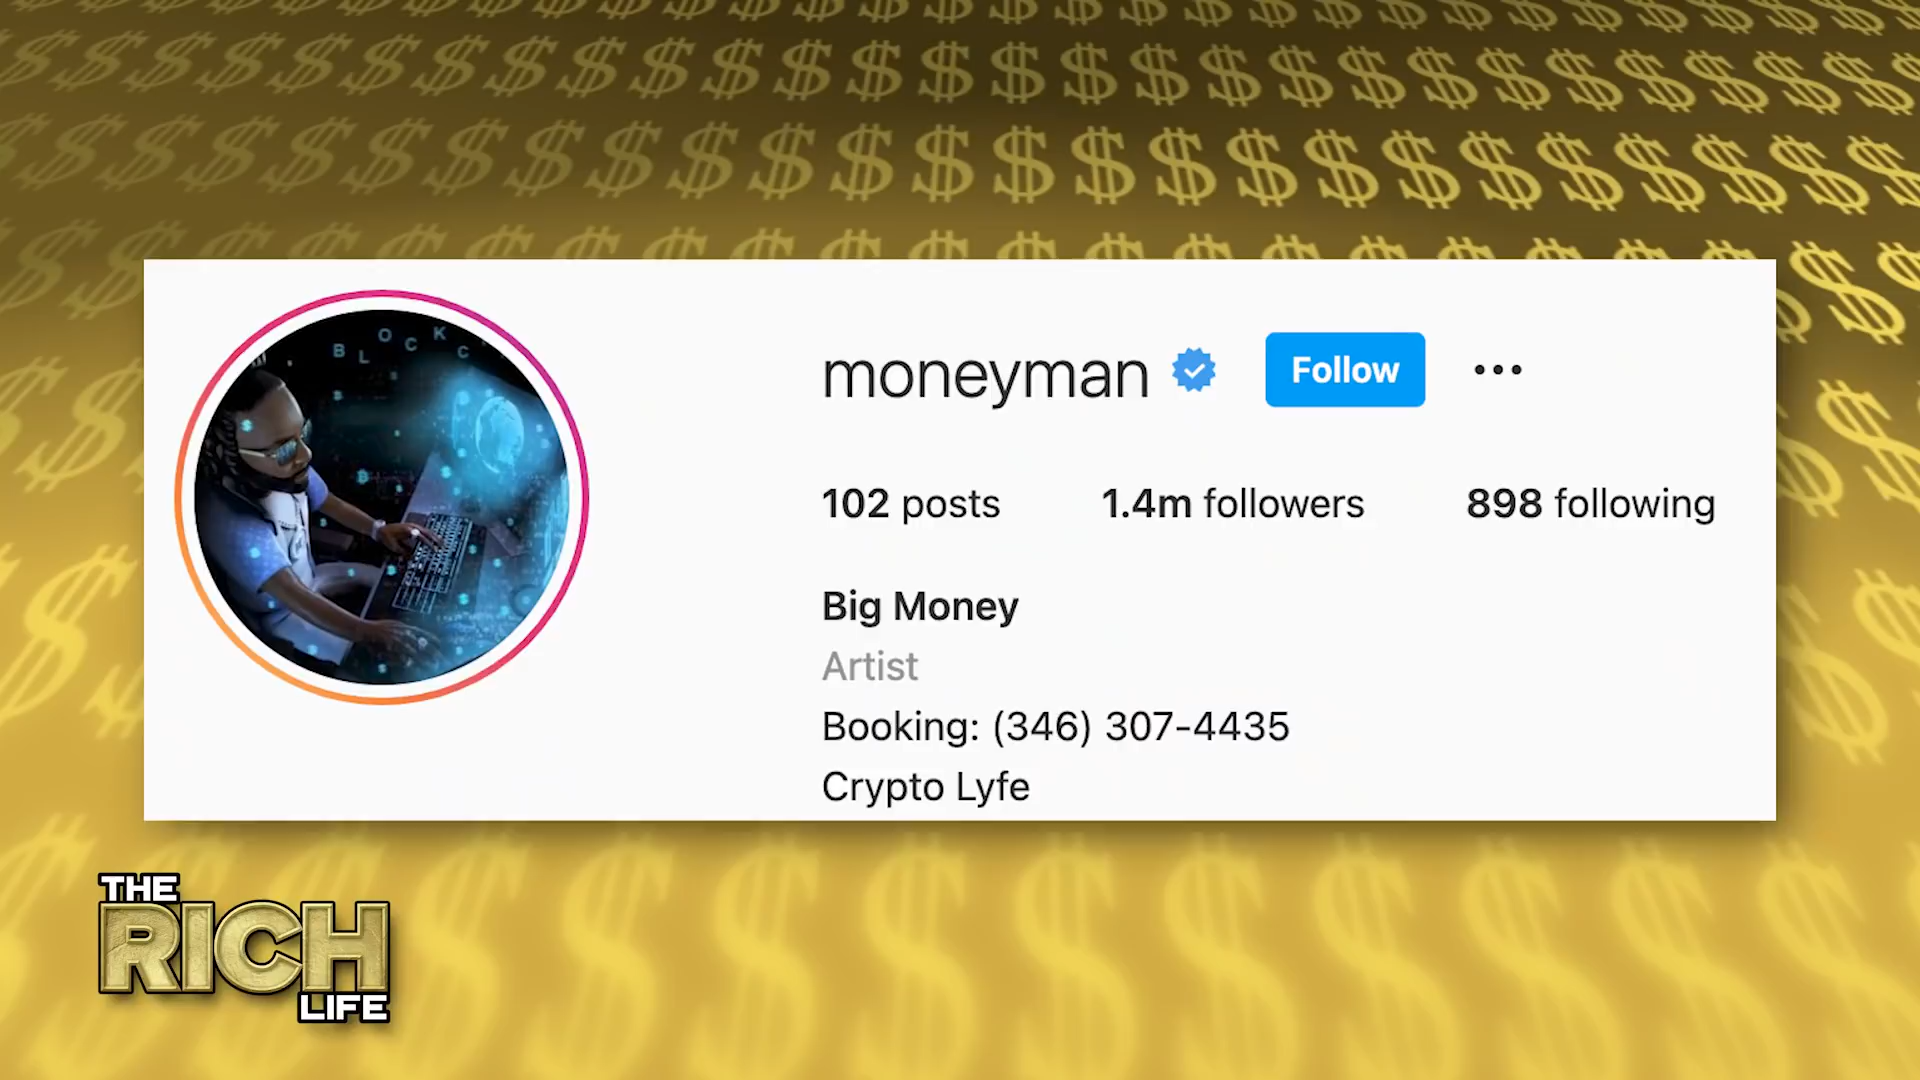 BLOCKC
moneyman
Follow
102 posts 1.4m followers 898 following
Big Money
Artist
Booking: (346) 307-4435
Crypto Lyfe
THE
RICH
LIFE